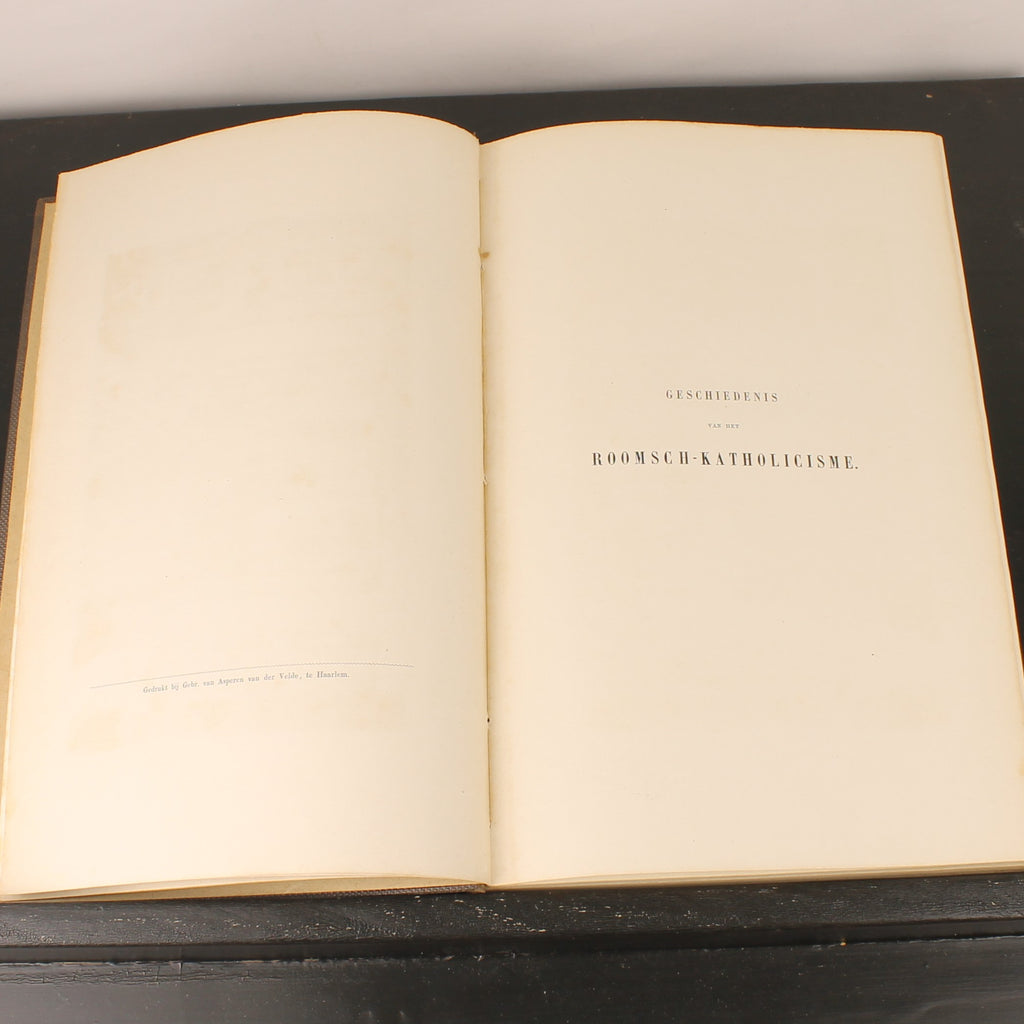 Gedrukt bij Gebr. van Asperen van der Velde, te Haarlem.
GESCHIEDENIS
VAN HET
ROOMSCH-KATHOLICISME.